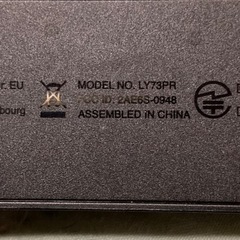 r. EU
MODEL NO. LY73PR
FCC ID: 2AE6S-0948
bourg
ASSEMBLED iN CHINA